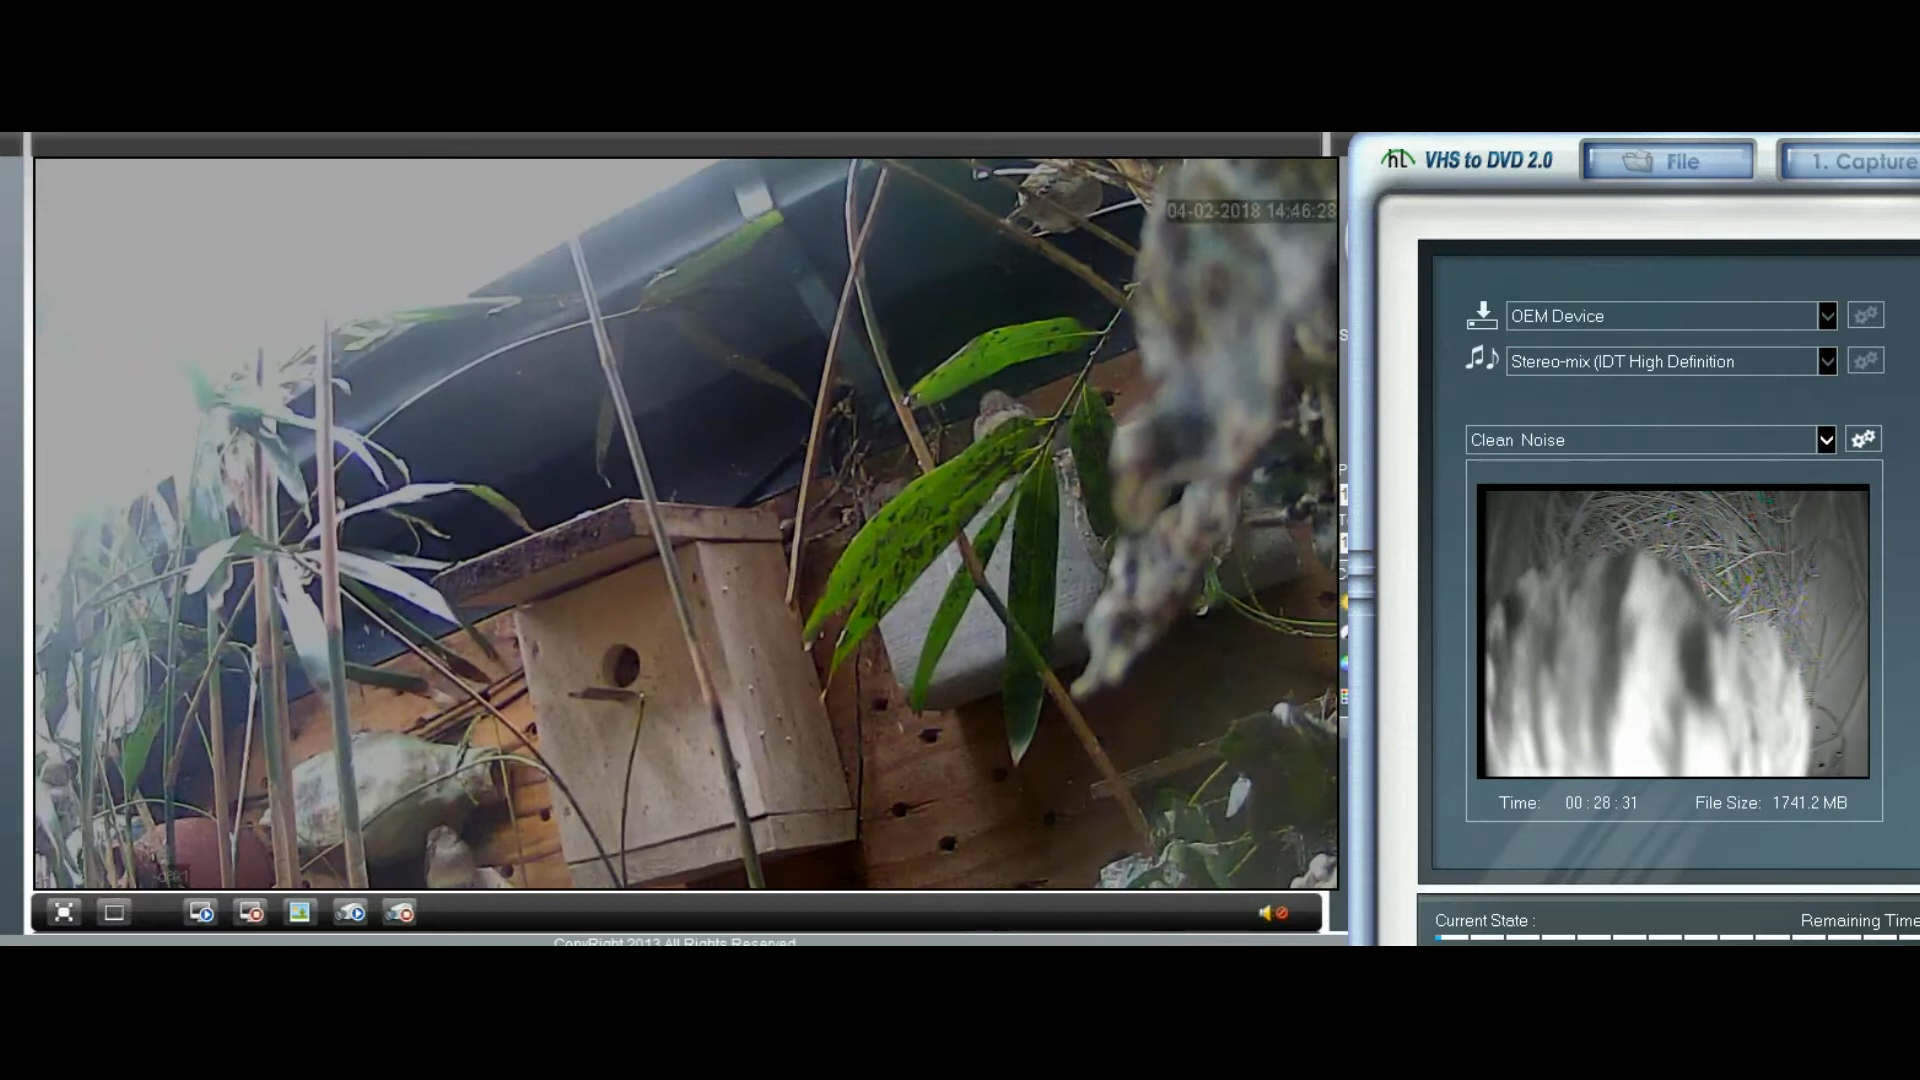 04-02-2018 14:46:28
CopyRight 2013 All Rights Reserved
VHS to DVD 2.0
File
1. Capture
OEM Device
Stereo-mix (IDT High Definition
Clean Noise
Time: 00 : 28 : 31 File Size: 1741.2 MB
Current State : Remaining Time